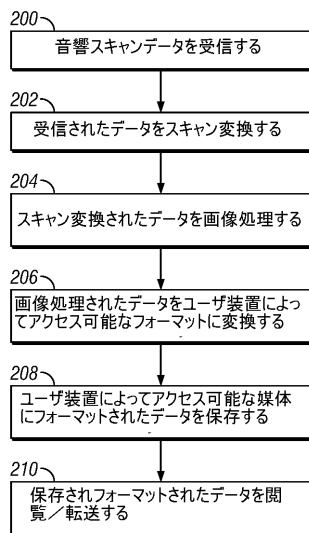 200
音響スキャンデータを受信する
202
受信されたデータをスキャン変換する
204
スキャン変換されたデータを画像処理する
206
画像処理されたデータをユーザ装置によっ
てアクセス可能なフォーマットに変換する
208
ユーザ装置によってアクセス可能な媒体
にフォーマットされたデータを保存する
210
保存されフォーマットされたデータを閲
覧／転送する